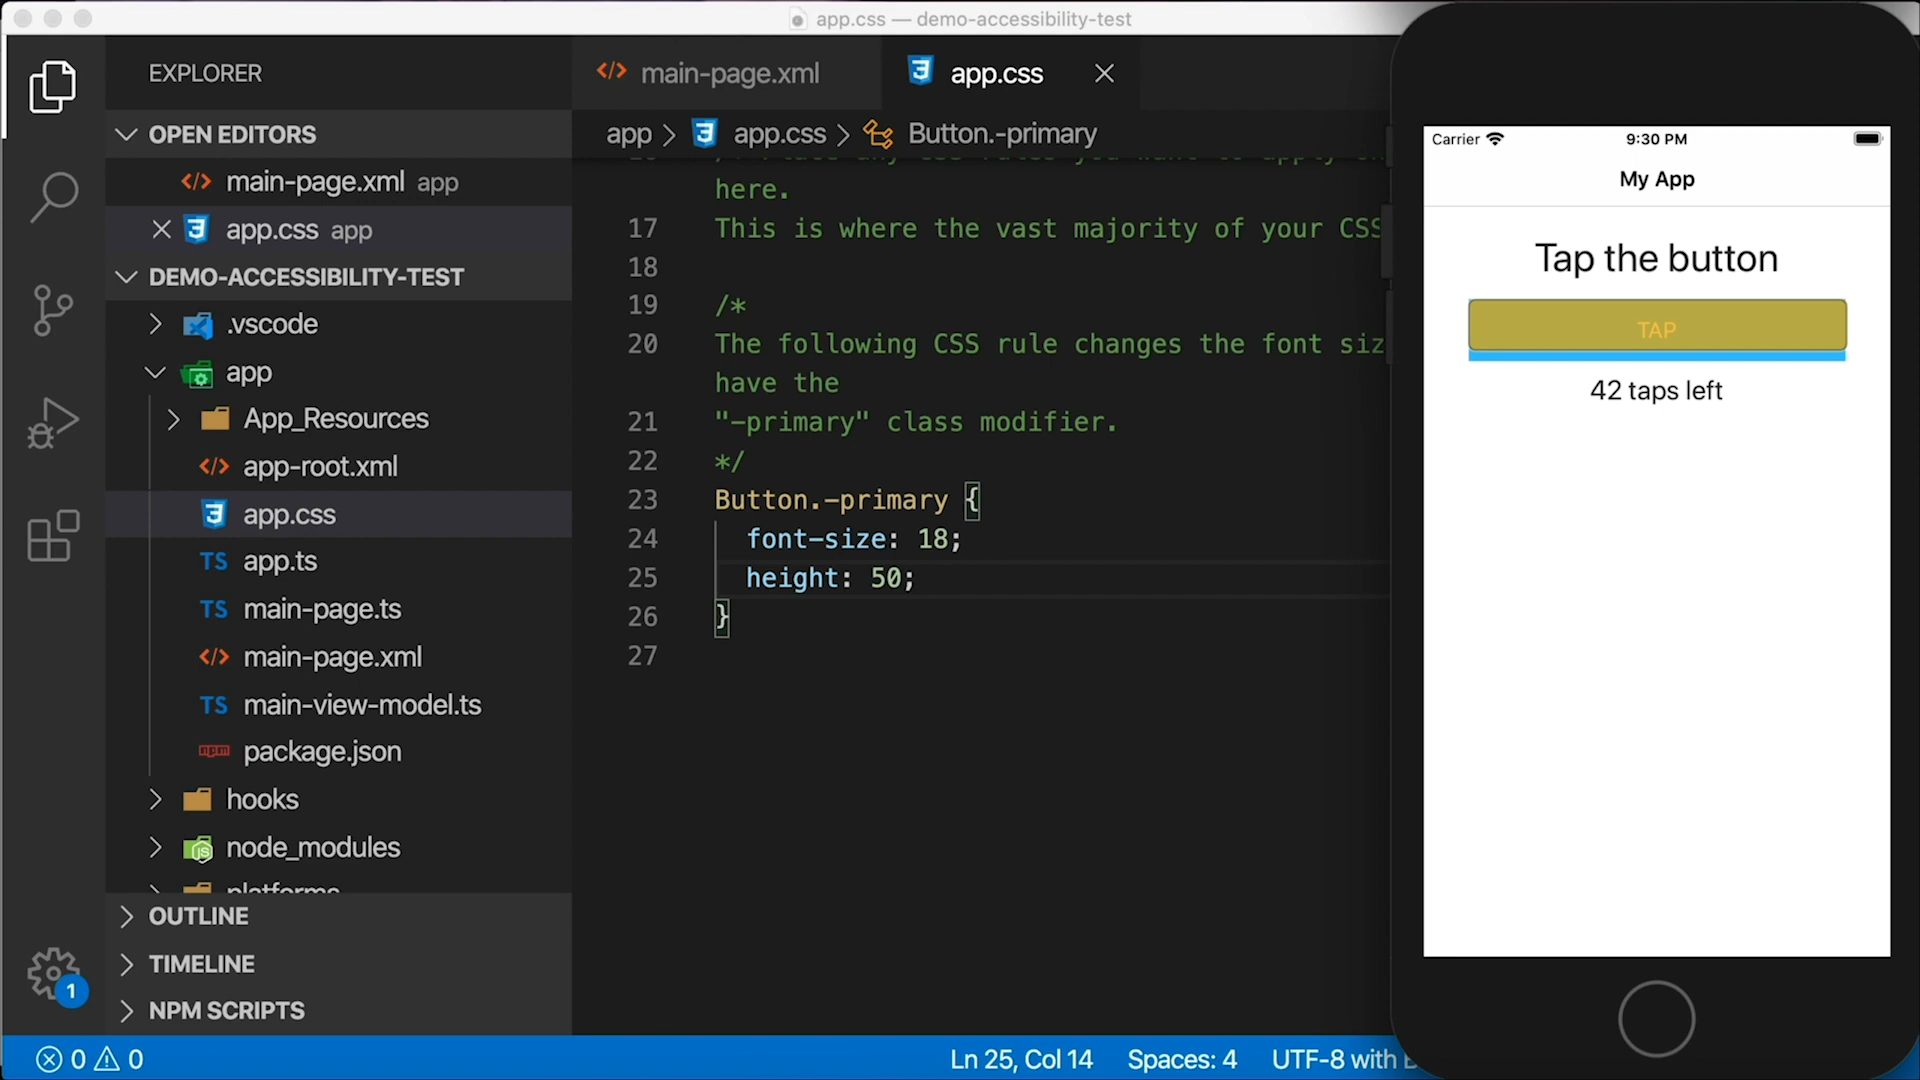 app.css — demo-accessibility-test
EXPLORER
OPEN EDITORS
main-page.xml app
app.css app
DEMO-ACCESSIBILITY-TEST
.vscode
app
App_Resources
app-root.xml
app.css
app.ts
main-page.ts
main-page.xml
main-view-model.ts
package.json
hooks
node_modules
platforms
OUTLINE
TIMELINE
NPM SCRIPTS
1
main-page.xml
app.css
app > app.css > Button.-primary
here.
17 This is where the vast majority of your CSS
18
19 /*
20 The following CSS rule changes the font siz
have the
21 "-primary" class modifier.
22 */
23 Button.-primary {
24 font-size: 18;
25 height: 50;
26 }
27
0 0
Ln 25, Col 14 Spaces: 4 UTF-8 with
Carrier 9:30 PM
My App
Tap the button
TAP
42 taps left